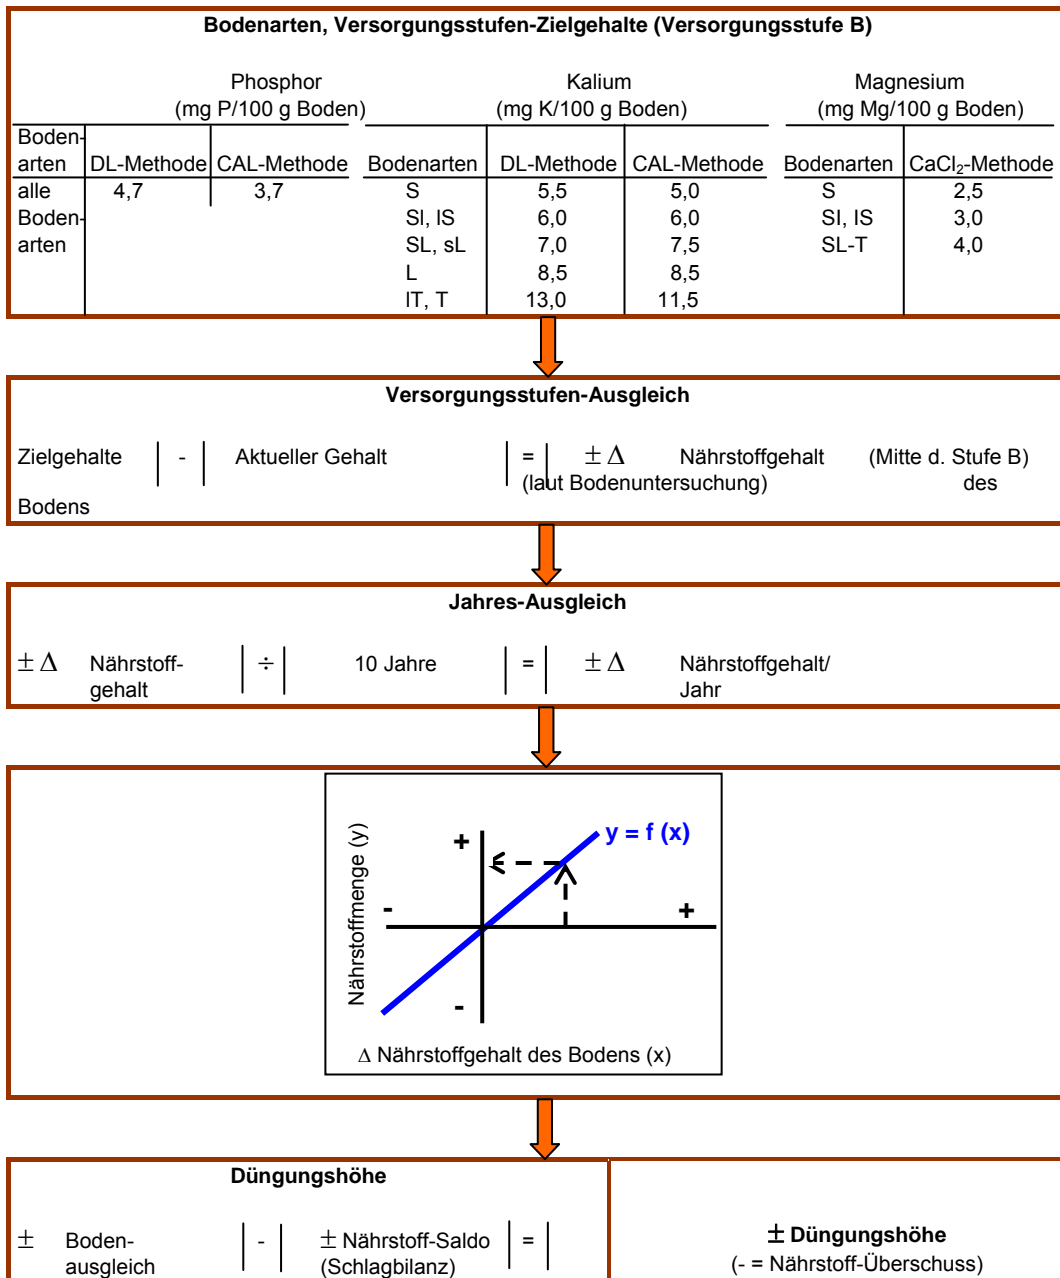 Bodenarten, Versorgungsstufen-Zielgehalte (Versorgungsstufe B)
Phosphor Kalium Magnesium
(mg P/100 g Boden) (mg K/100 g Boden) (mg Mg/100 g Boden)
Boden-
arten DL-Methode CAL-Methode Bodenarten DL-Methode CAL-Methode Bodenarten CaCl₂-Methode
alle 4,7 3,7 S 5,5 5,0 S 2,5
Boden- Sl, lS 6,0 6,0 Sl, lS 3,0
arten SL, sL 7,0 7,5 SL-T 4,0
L 8,5 8,5
lT, T 13,0 11,5
Versorgungsstufen-Ausgleich
Zielgehalte - Aktueller Gehalt = ± Δ Nährstoffgehalt (Mitte d. Stufe B)
(laut Bodenuntersuchung) des
Bodens
Jahres-Ausgleich
± Δ Nährstoff- ÷ 10 Jahre = ± Δ Nährstoffgehalt/
gehalt Jahr
Nährstoffmenge (y)
+ y = f (x)
- +
-
Δ Nährstoffgehalt des Bodens (x)
Düngungshöhe
± Boden- - ± Nährstoff-Saldo = ± Düngungshöhe
ausgleich (Schlagbilanz) (- = Nährstoff-Überschuss)